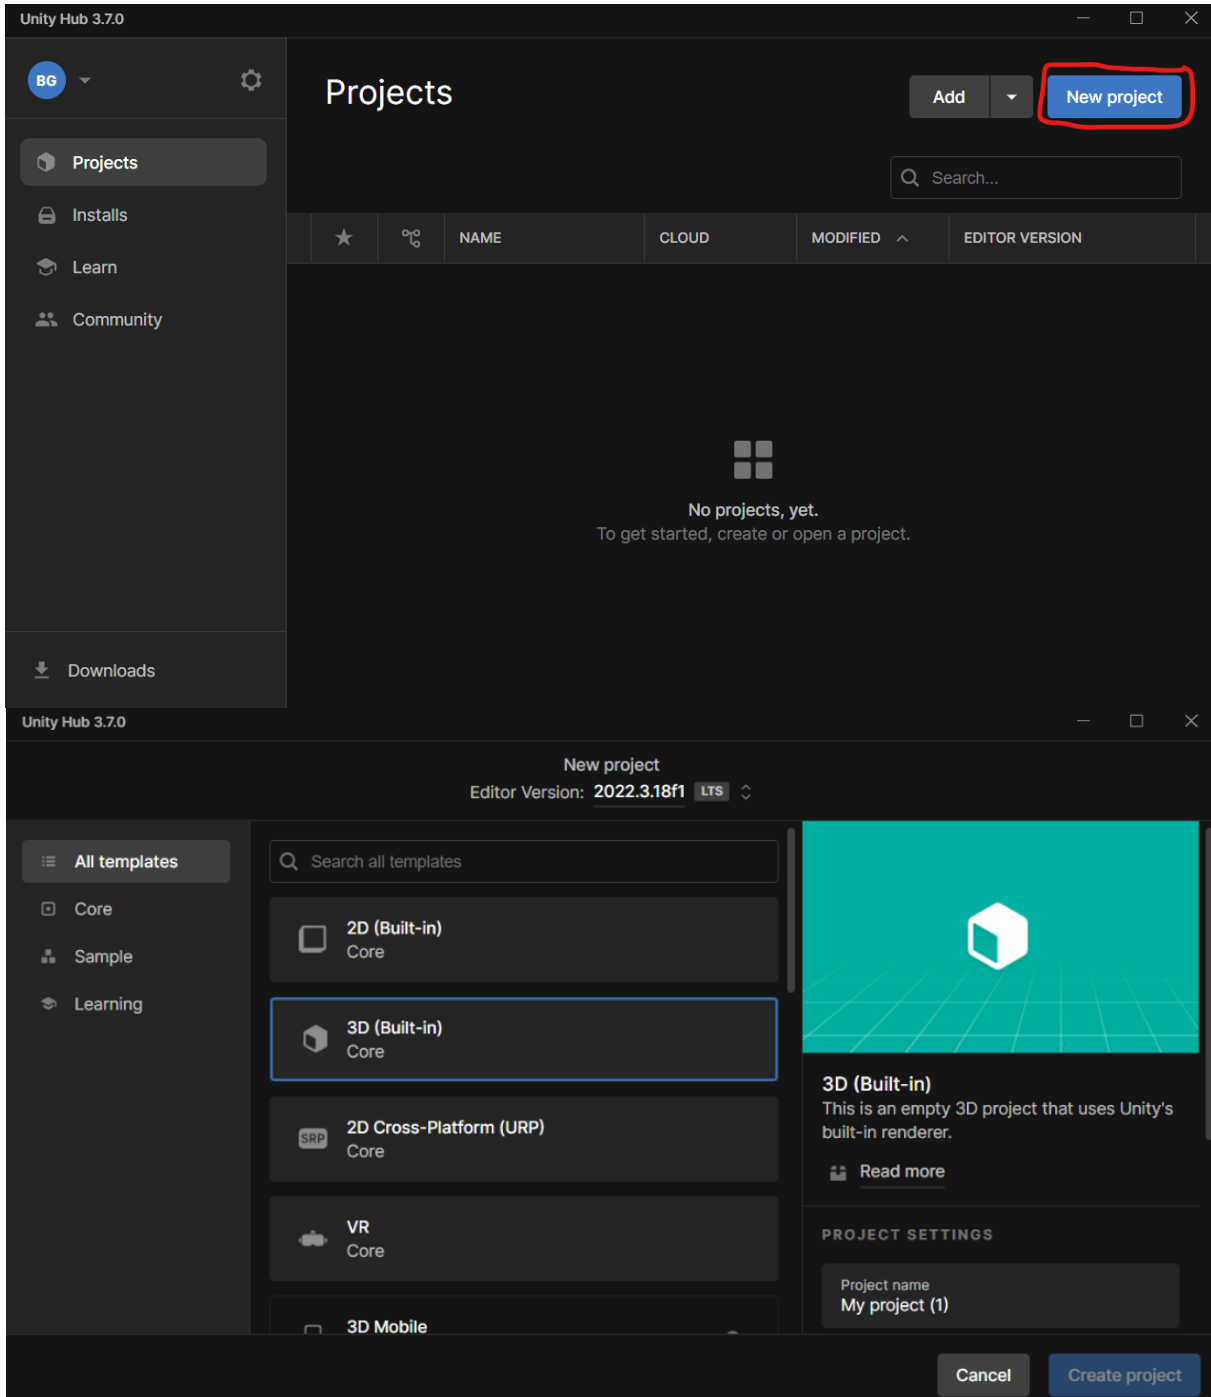 Unity Hub 3.7.0
BG
Projects
Add
New project
Projects
Installs
Learn
Community
Search...
NAME
CLOUD
MODIFIED
EDITOR VERSION
No projects, yet.
To get started, create or open a project.
Downloads
Unity Hub 3.7.0
New project
Editor Version: 2022.3.18f1 LTS
All templates
Core
Sample
Learning
Search all templates
2D (Built-in)
Core
3D (Built-in)
Core
SRP
2D Cross-Platform (URP)
Core
VR
Core
3D Mobile
3D (Built-in)
This is an empty 3D project that uses Unity's
built-in renderer.
Read more
PROJECT SETTINGS
Project name
My project (1)
Cancel
Create project